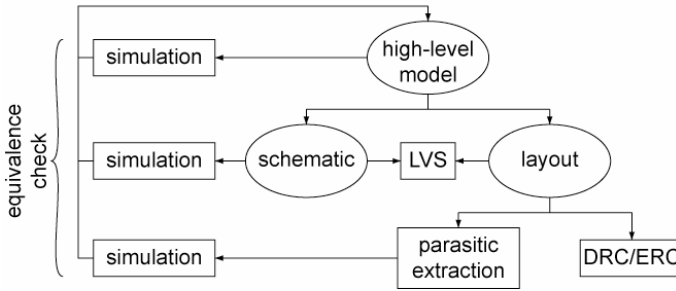 high-level
model
simulation
equivalence
check
simulation
schematic
LVS
layout
simulation
parasitic
extraction
DRC/ERC